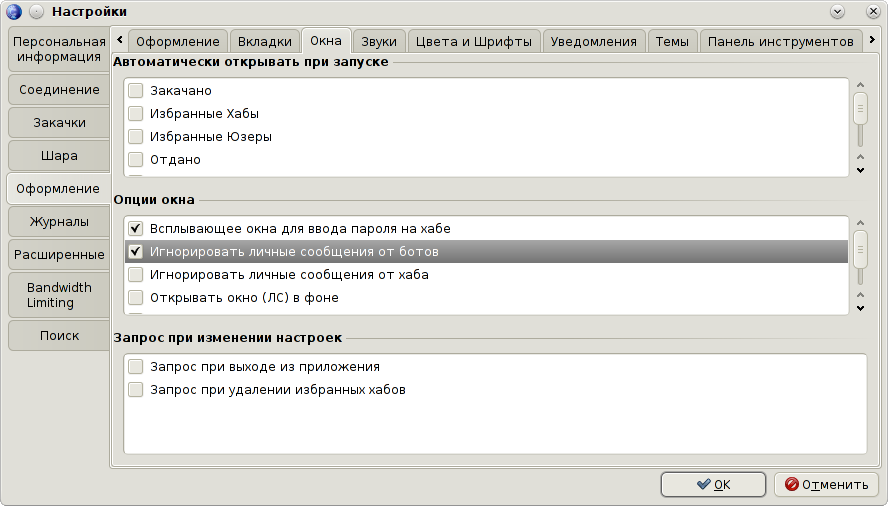 Настройки
Персональная
информация
Соединение
Закачки
Шара
Оформление
Журналы
Расширенные
Bandwidth
Limiting
Поиск
Оформление Вкладки Окна Звуки Цвета и Шрифты Уведомления Темы Панель инструментов
Автоматически открывать при запуске
Закачано
Избранные Хабы
Избранные Юзеры
Отдано
Опции окна
Всплывающее окна для ввода пароля на хабе
Игнорировать личные сообщения от ботов
Игнорировать личные сообщения от хаба
Открывать окно (ЛС) в фоне
Запрос при изменении настроек
Запрос при выходе из приложения
Запрос при удалении избранных хабов
OK Отменить